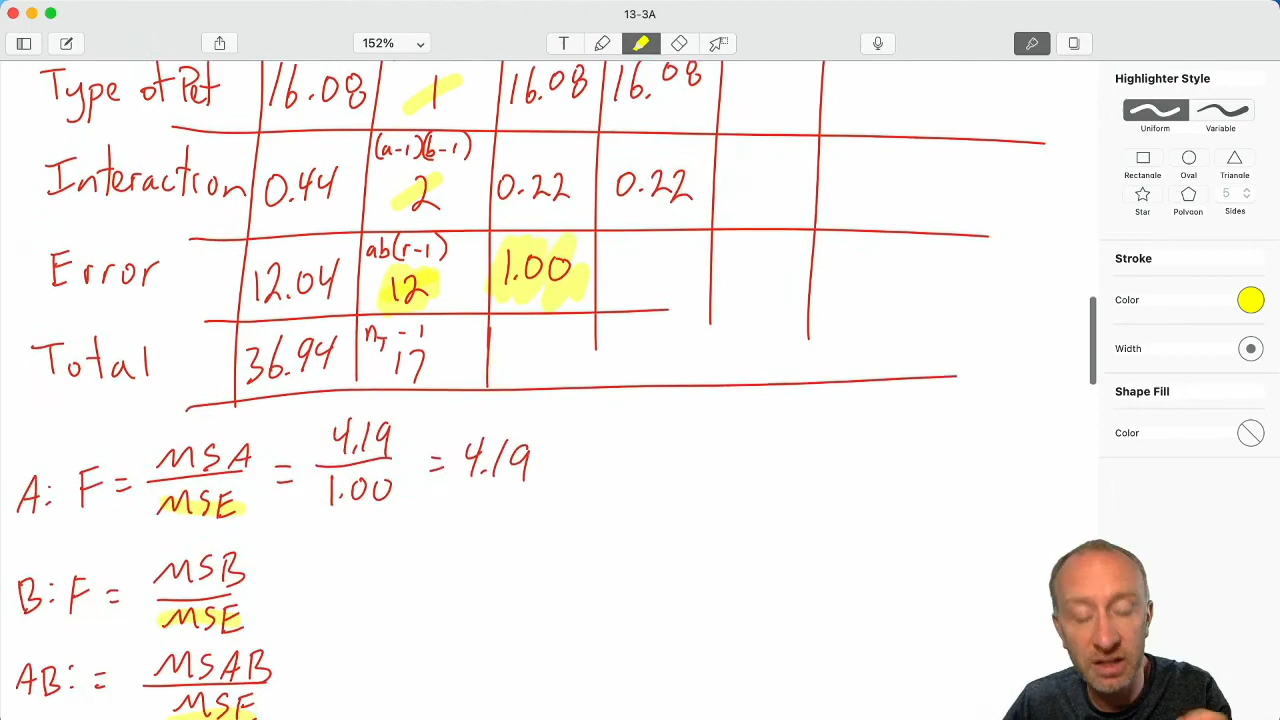 13-3A
152%
T
Type of Pet 16.08 1 16.08 16.08
(a-1)(b-1)
Interaction 0.44 2 0.22 0.22
ab(r-1)
Error 12.04 12 1.00
nT -1
Total 36.94 17
A: F = MSA / MSE = 4.19 / 1.00 = 4.19
B: F = MSB / MSE
AB: = MSAB / MSE
Highlighter Style
Uniform Variable
Rectangle Oval Triangle
Star Polygon 5 Sides
Stroke
Color
Width
Shape Fill
Color